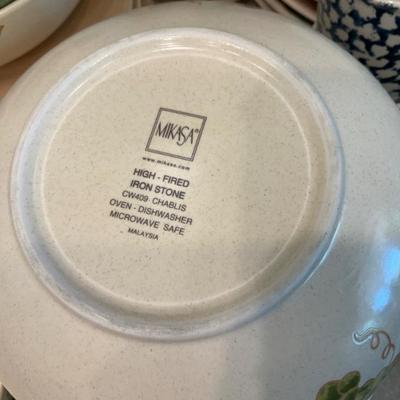 MIKASA®
www.mikasa.com
HIGH - FIRED
IRON STONE
CW409 CHABLIS
OVEN - DISHWASHER
MICROWAVE SAFE
MALAYSIA